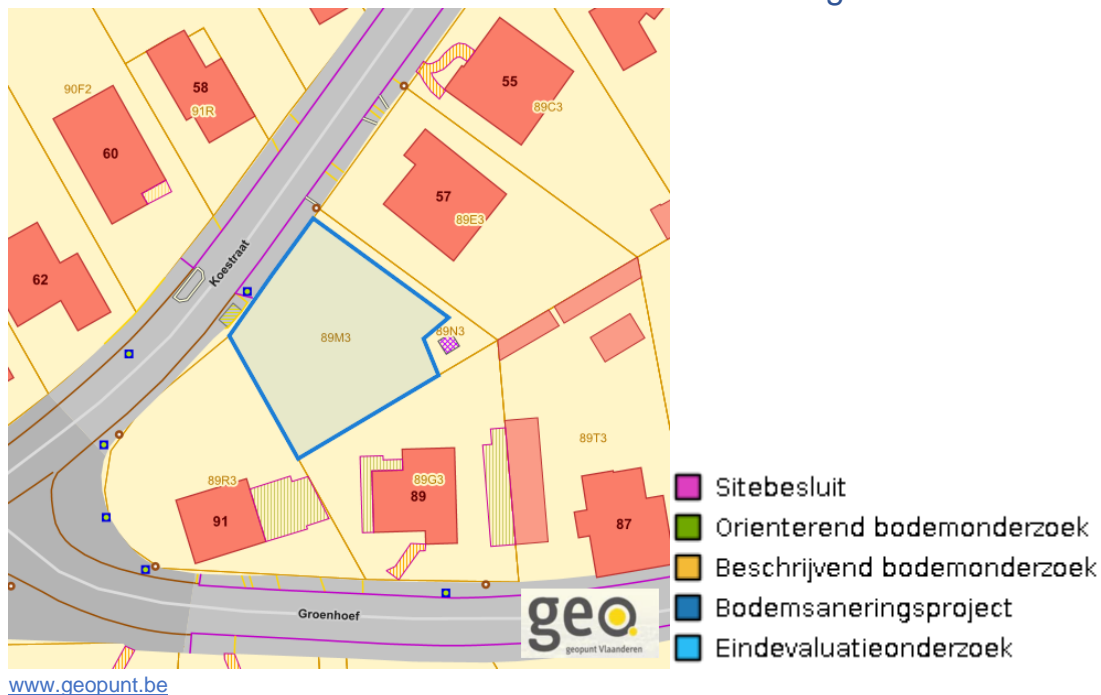 90F2
58
91R
60
55
89C3
57
89E3
62
Koestraat
89M3
89N3
89T3
89R3
91
89G3
89
87
Groenhoef
geo
geopunt Vlaanderen
Sitebesluit
Orienterend bodemonderzoek
Beschrijvend bodemonderzoek
Bodemsaneringsproject
Eindevaluatieonderzoek
www.geopunt.be